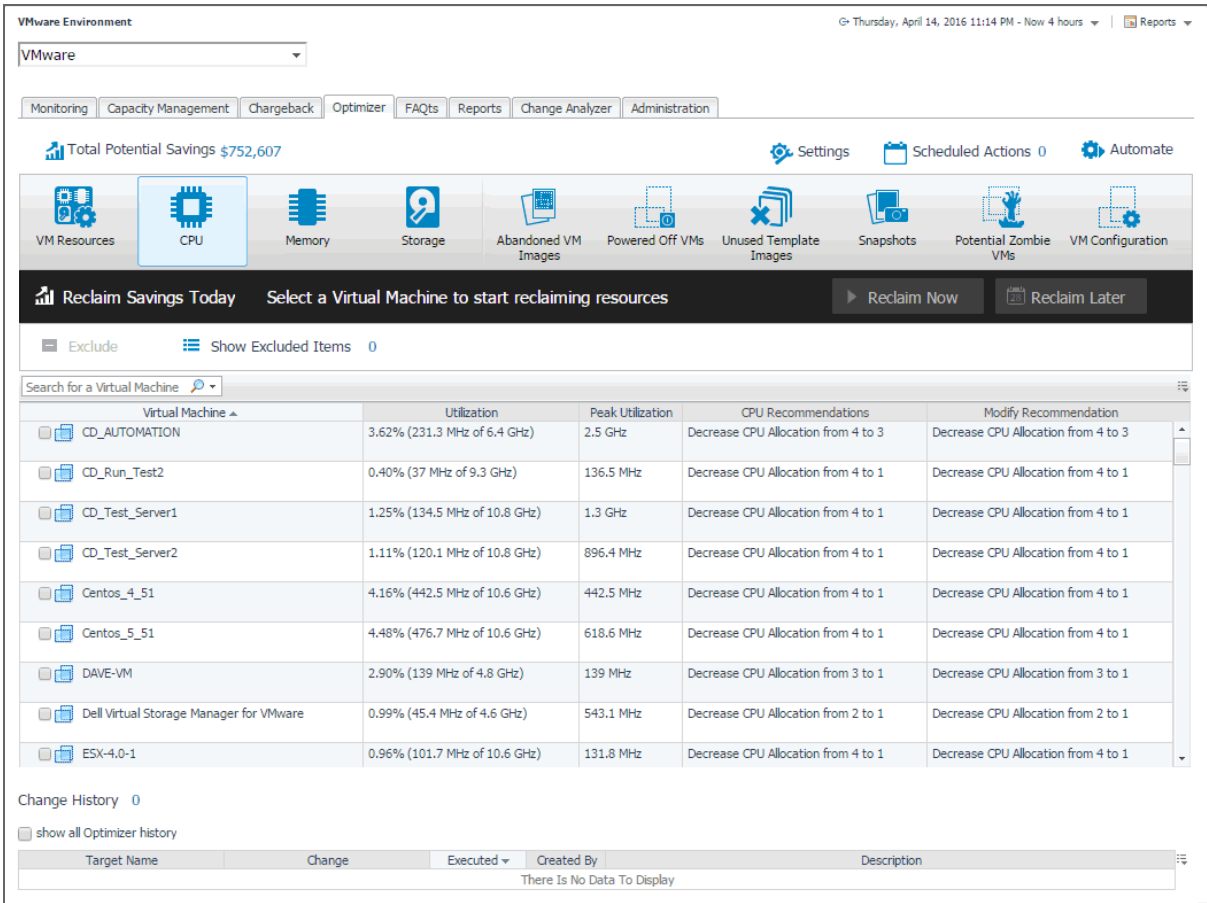 VMware Environment
Thursday, April 14, 2016 11:14 PM - Now 4 hours
Reports
VMware
Monitoring Capacity Management Chargeback Optimizer FAQts Reports Change Analyzer Administration
Total Potential Savings $752,607
Settings
Scheduled Actions 0
Automate
VM Resources
CPU
Memory
Storage
Abandoned VM
Images
Powered Off VMs
Unused Template
Images
Snapshots
Potential Zombie
VMs
VM Configuration
Reclaim Savings Today Select a Virtual Machine to start reclaiming resources
Reclaim Now
Reclaim Later
Exclude
Show Excluded Items 0
Search for a Virtual Machine
Virtual Machine Utilization Peak Utilization CPU Recommendations Modify Recommendation
CD_AUTOMATION 3.62% (231.3 MHz of 6.4 GHz) 2.5 GHz Decrease CPU Allocation from 4 to 3 Decrease CPU Allocation from 4 to 3
CD_Run_Test2 0.40% (37 MHz of 9.3 GHz) 136.5 MHz Decrease CPU Allocation from 4 to 1 Decrease CPU Allocation from 4 to 1
CD_Test_Server1 1.25% (134.5 MHz of 10.8 GHz) 1.3 GHz Decrease CPU Allocation from 4 to 1 Decrease CPU Allocation from 4 to 1
CD_Test_Server2 1.11% (120.1 MHz of 10.8 GHz) 896.4 MHz Decrease CPU Allocation from 4 to 1 Decrease CPU Allocation from 4 to 1
Centos_4_51 4.16% (442.5 MHz of 10.6 GHz) 442.5 MHz Decrease CPU Allocation from 4 to 1 Decrease CPU Allocation from 4 to 1
Centos_5_51 4.48% (476.7 MHz of 10.6 GHz) 618.6 MHz Decrease CPU Allocation from 4 to 1 Decrease CPU Allocation from 4 to 1
DAVE-VM 2.90% (139 MHz of 4.8 GHz) 139 MHz Decrease CPU Allocation from 3 to 1 Decrease CPU Allocation from 3 to 1
Dell Virtual Storage Manager for VMware 0.99% (45.4 MHz of 4.6 GHz) 543.1 MHz Decrease CPU Allocation from 2 to 1 Decrease CPU Allocation from 2 to 1
ESX-4.0-1 0.96% (101.7 MHz of 10.6 GHz) 131.8 MHz Decrease CPU Allocation from 4 to 1 Decrease CPU Allocation from 4 to 1
Change History 0
show all Optimizer history
Target Name Change Executed Created By Description
There Is No Data To Display